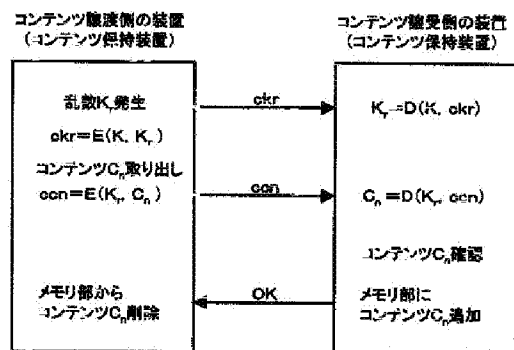 コンテンツ譲渡側の装置
(コンテンツ保持装置)
コンテンツ譲受側の装置
(コンテンツ保持装置)
乱数Kr発生
ckr=E(K, Kr)
コンテンツCn取り出し
ccn=E(Kr, Cn)
メモリ部から
コンテンツCn削除
ckr
ccn
OK
Kr=D(K, ckr)
Cn=D(Kr, ccn)
コンテンツCn確認
メモリ部に
コンテンツCn追加